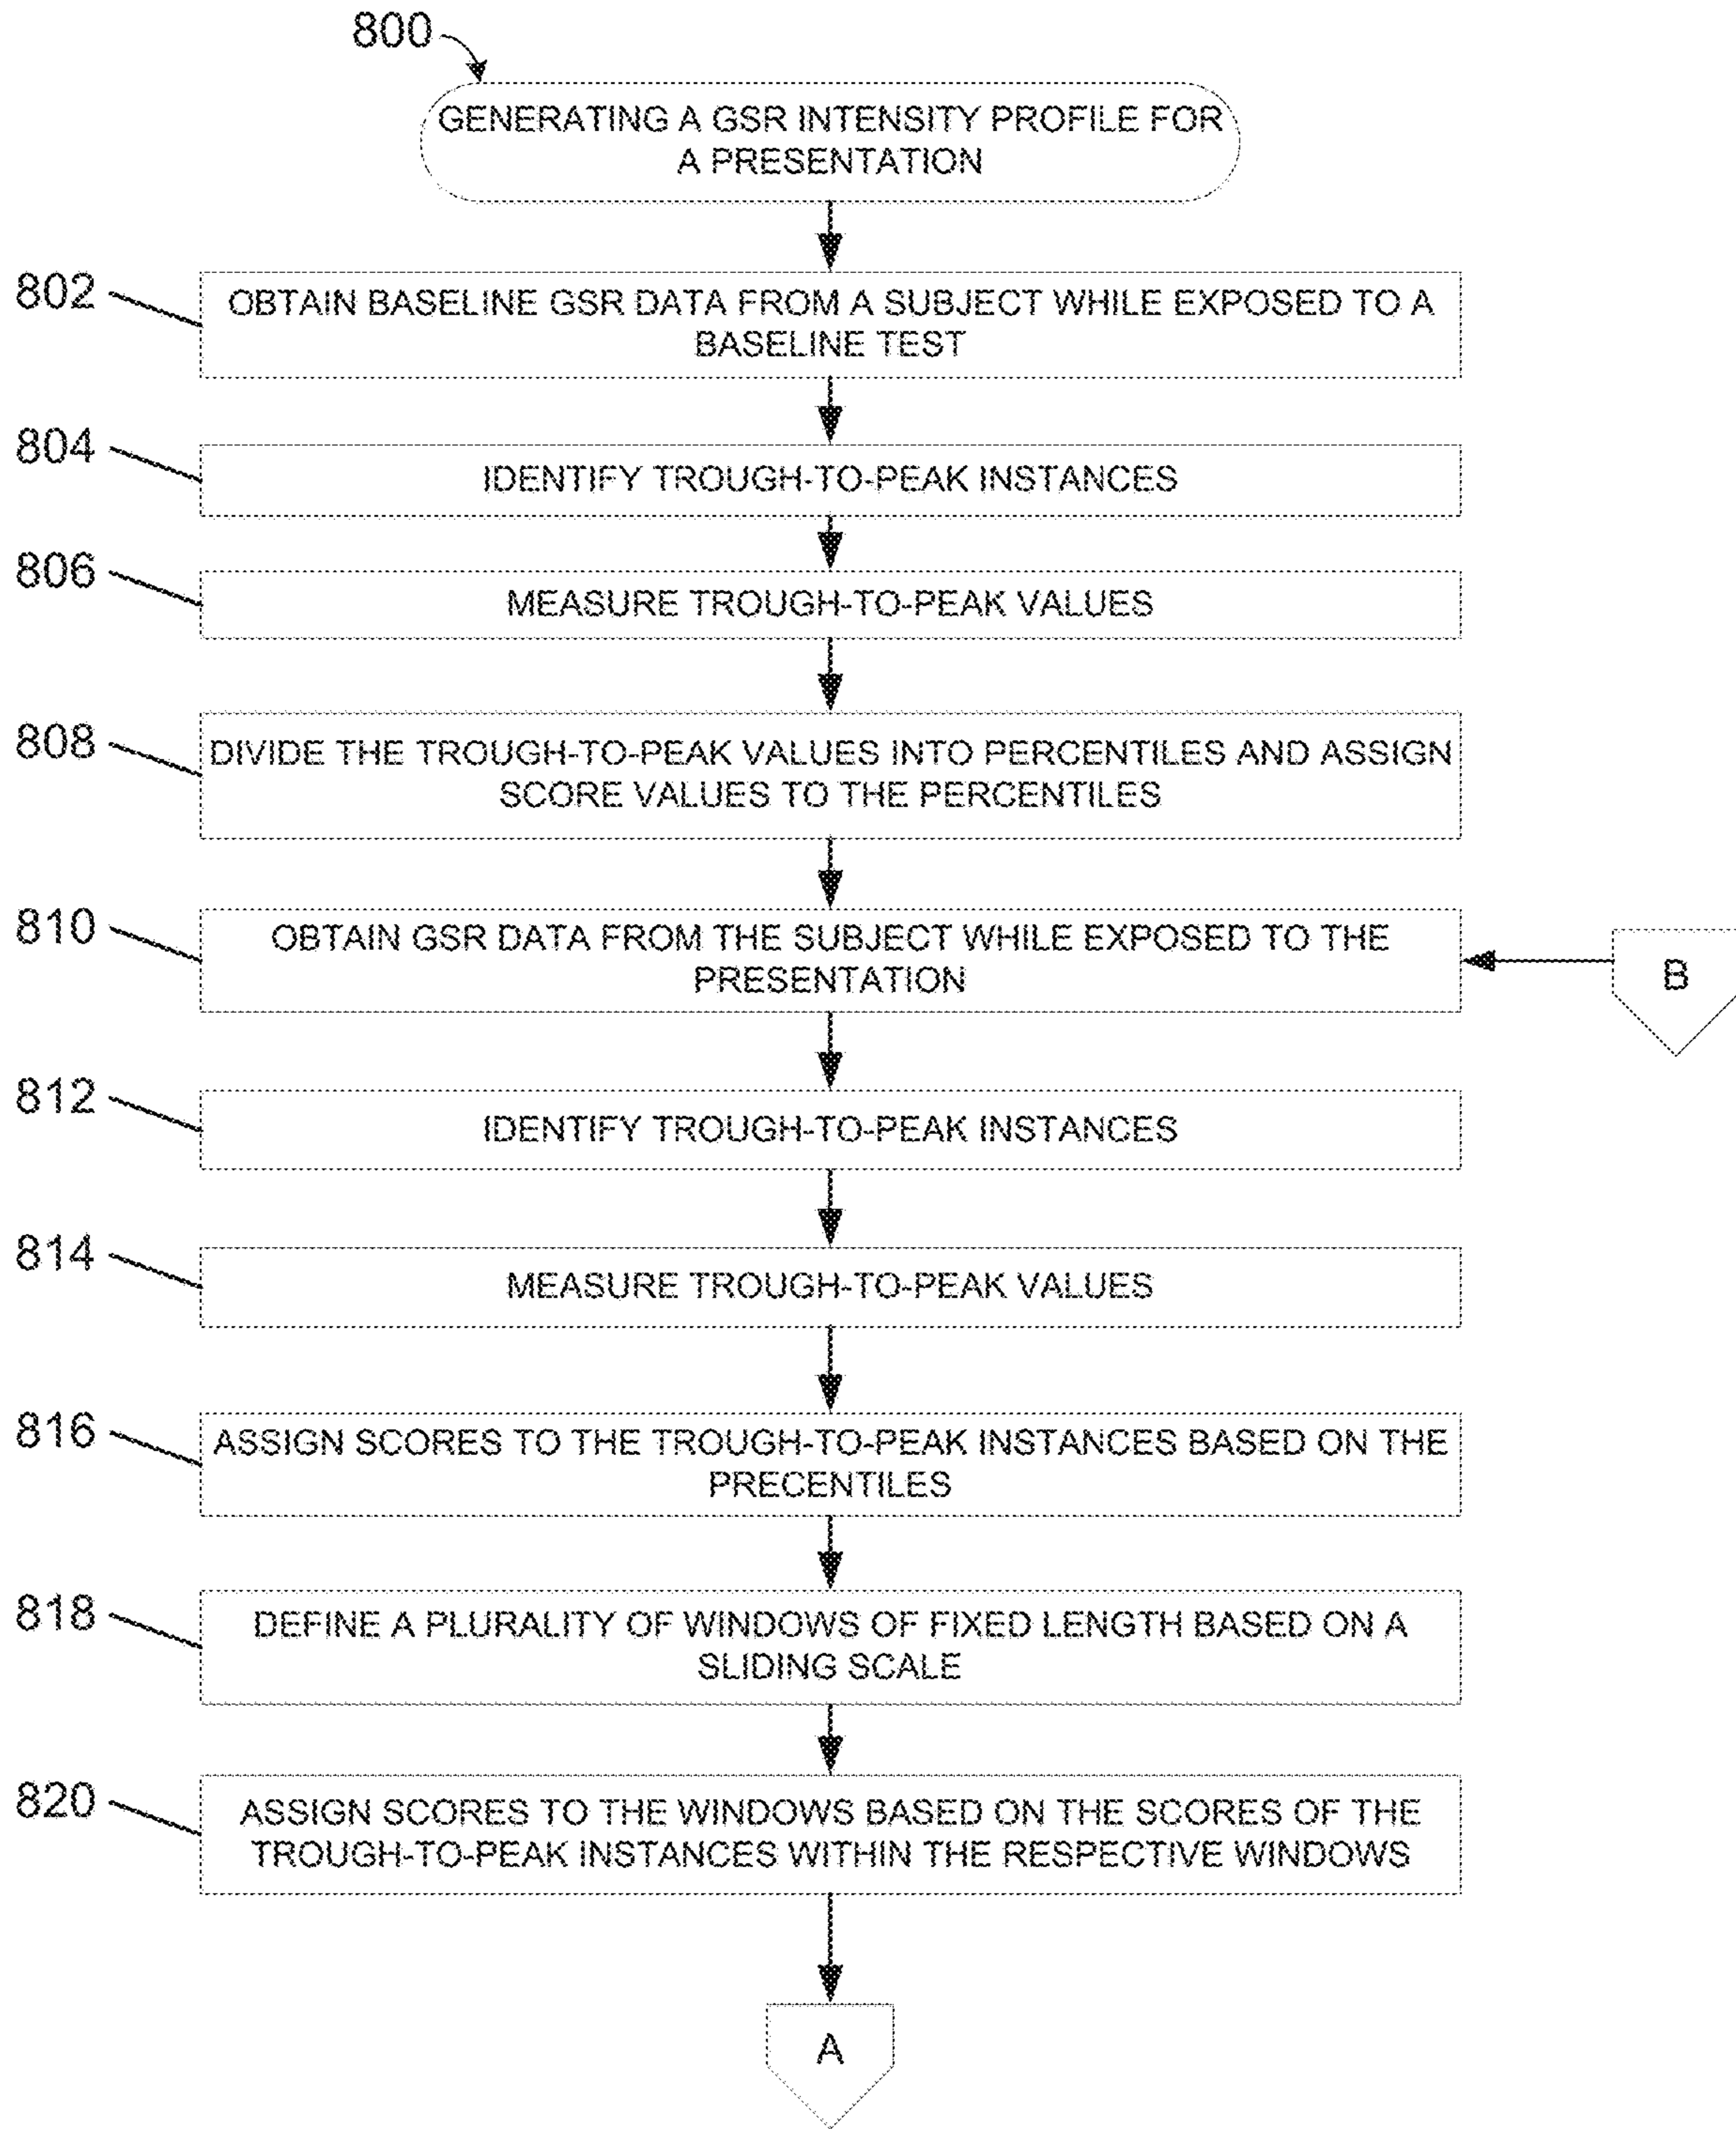 800
GENERATING A GSR INTENSITY PROFILE FOR
A PRESENTATION
802
OBTAIN BASELINE GSR DATA FROM A SUBJECT WHILE EXPOSED TO A
BASELINE TEST
804
IDENTIFY TROUGH-TO-PEAK INSTANCES
806
MEASURE TROUGH-TO-PEAK VALUES
808
DIVIDE THE TROUGH-TO-PEAK VALUES INTO PERCENTILES AND ASSIGN
SCORE VALUES TO THE PERCENTILES
810
OBTAIN GSR DATA FROM THE SUBJECT WHILE EXPOSED TO THE
PRESENTATION
B
812
IDENTIFY TROUGH-TO-PEAK INSTANCES
814
MEASURE TROUGH-TO-PEAK VALUES
816
ASSIGN SCORES TO THE TROUGH-TO-PEAK INSTANCES BASED ON THE
PRECENTILES
818
DEFINE A PLURALITY OF WINDOWS OF FIXED LENGTH BASED ON A
SLIDING SCALE
820
ASSIGN SCORES TO THE WINDOWS BASED ON THE SCORES OF THE
TROUGH-TO-PEAK INSTANCES WITHIN THE RESPECTIVE WINDOWS
A